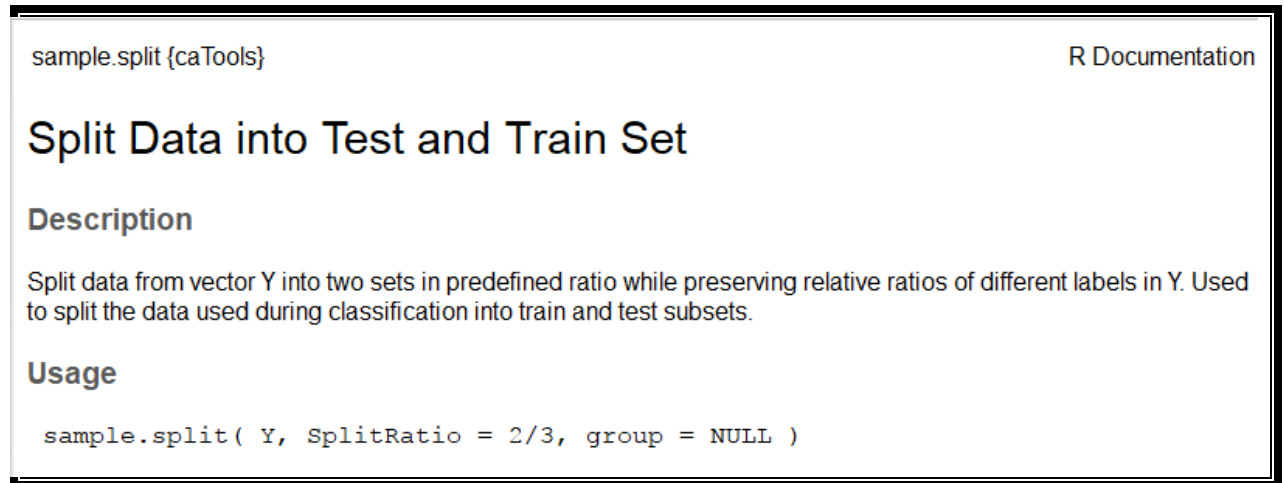 sample.split {caTools} R Documentation
Split Data into Test and Train Set
Description
Split data from vector Y into two sets in predefined ratio while preserving relative ratios of different labels in Y. Used
to split the data used during classification into train and test subsets.
Usage
sample.split( Y, SplitRatio = 2/3, group = NULL )